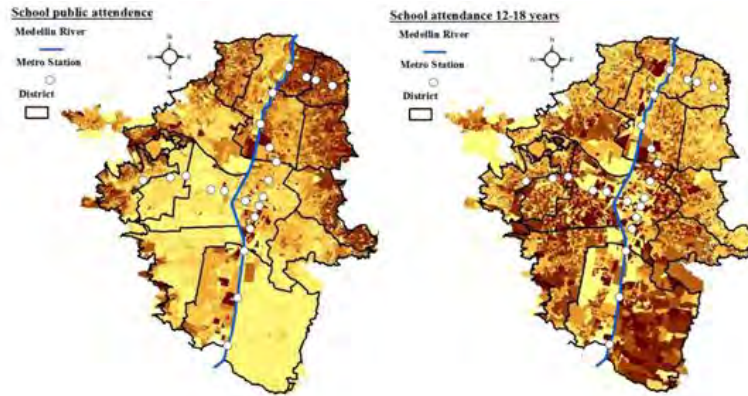 School public attendence
Medellin River
Metro Station
District
School attendance 12-18 years
Medellin River
Metro Station
District